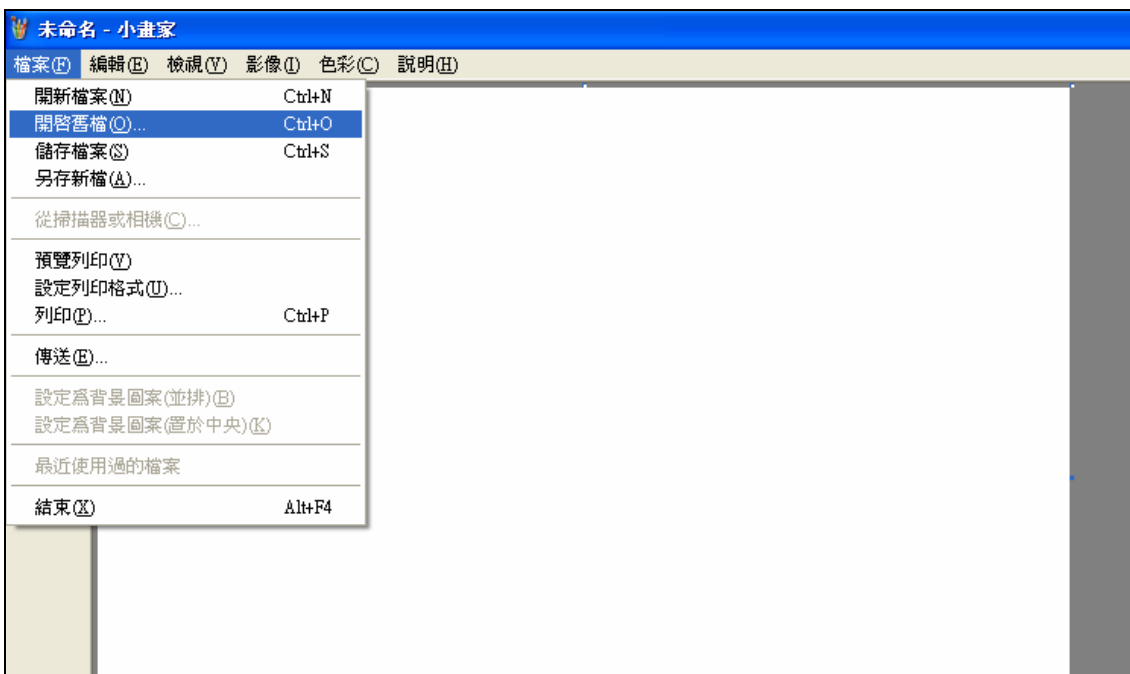 未命名 - 小畫家
檔案(F) 編輯(E) 檢視(V) 影像(I) 色彩(C) 說明(H)
開新檔案(N) Ctrl+N
開啓舊檔(O)... Ctrl+O
儲存檔案(S) Ctrl+S
另存新檔(A)...
從掃描器或相機(C)...
預覽列印(V)
設定列印格式(U)...
列印(P)... Ctrl+P
傳送(E)...
設定爲背景圖案(並排)(B)
設定爲背景圖案(置於中央)(K)
最近使用過的檔案
結束(X) Alt+F4